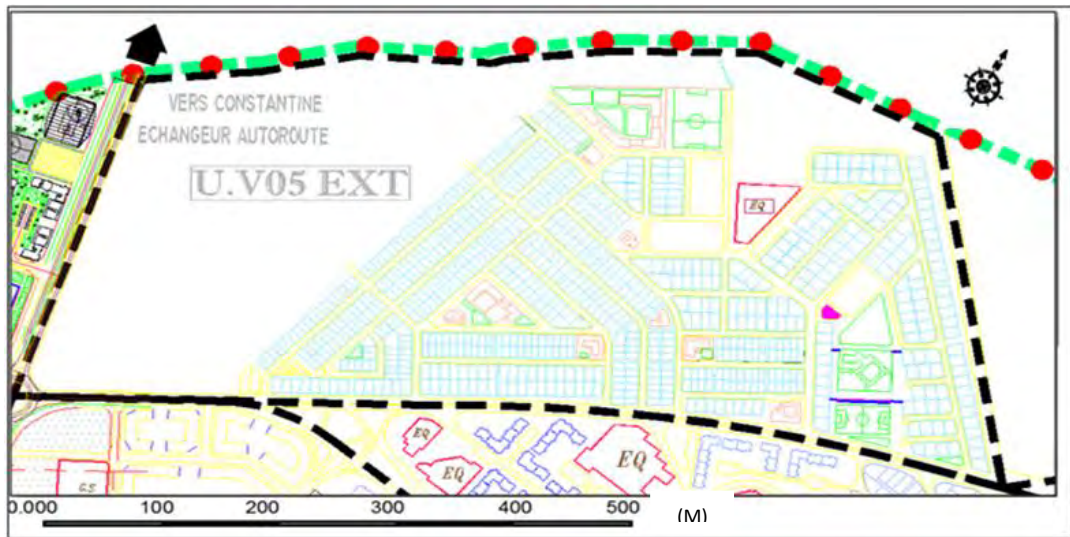 VERS CONSTANTINE
ECHANGEUR AUTOROUTE
U.V05 EXT
EQ
EQ
EQ
EQ
G.S
0.000 100 200 300 400 500 (M)